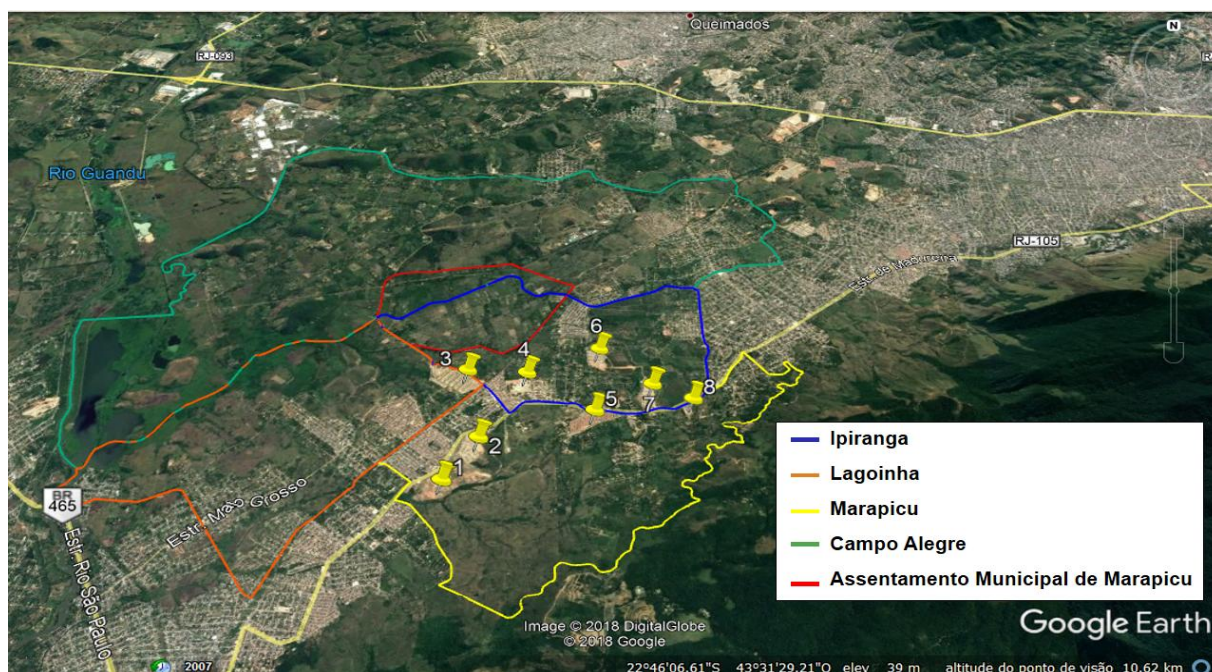 Queimados
N
RJ-093
Rio Guandu
RJ-105
Estr. de Madureira
6
3
4
8
5
7
2
1
BR
465
Estr. Mato Grosso
Estr. Rio São Paulo
Ipiranga
Lagoinha
Marapicu
Campo Alegre
Assentamento Municipal de Marapicu
Image © 2018 DigitalGlobe
© 2018 Google
Google Earth
2007
22°46'06.61"S 43°31'29.21"O elev 39 m altitude do ponto de visão 10.62 km